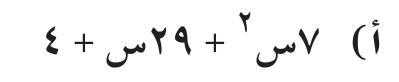 أ) ٧س٢ + ٢٩س + ٤